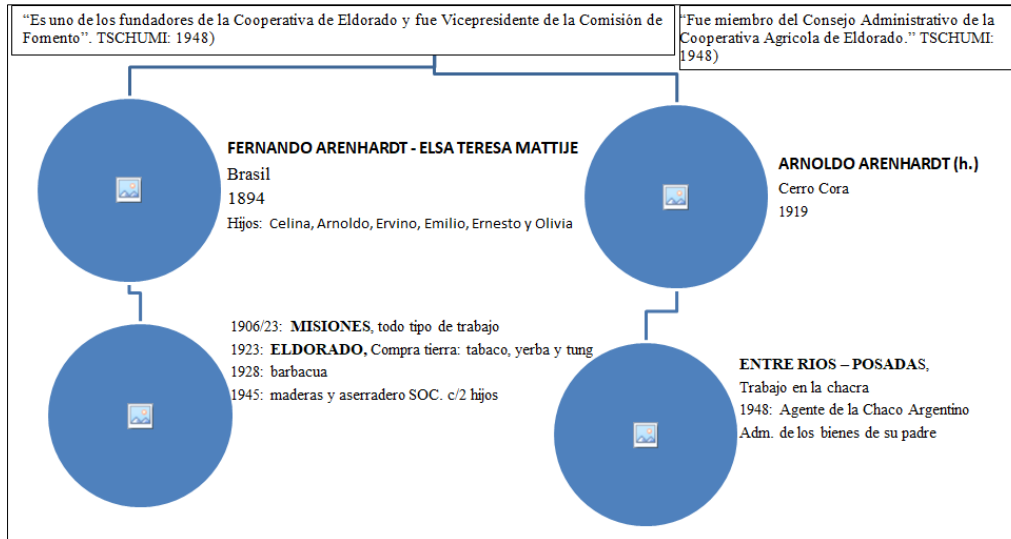 “Es uno de los fundadores de la Cooperativa de Eldorado y fue Vicepresidente de la Comisión de
Fomento”. TSCHUMI: 1948)
“Fue miembro del Consejo Administrativo de la
Cooperativa Agrícola de Eldorado.” TSCHUMI:
1948)
FERNANDO ARENHARDT - ELSA TERESA MATTIJE
Brasil
1894
Hijos: Celina, Arnoldo, Ervino, Emilio, Ernesto y Olivia
ARNOLDO ARENHARDT (h.)
Cerro Cora
1919
1906/23: MISIONES, todo tipo de trabajo
1923: ELDORADO, Compra tierra: tabaco, yerba y tung
1928: barbacua
1945: maderas y aserradero SOC. c/2 hijos
ENTRE RIOS – POSADAS,
Trabajo en la chacra
1948: Agente de la Chaco Argentino
Adm. de los bienes de su padre